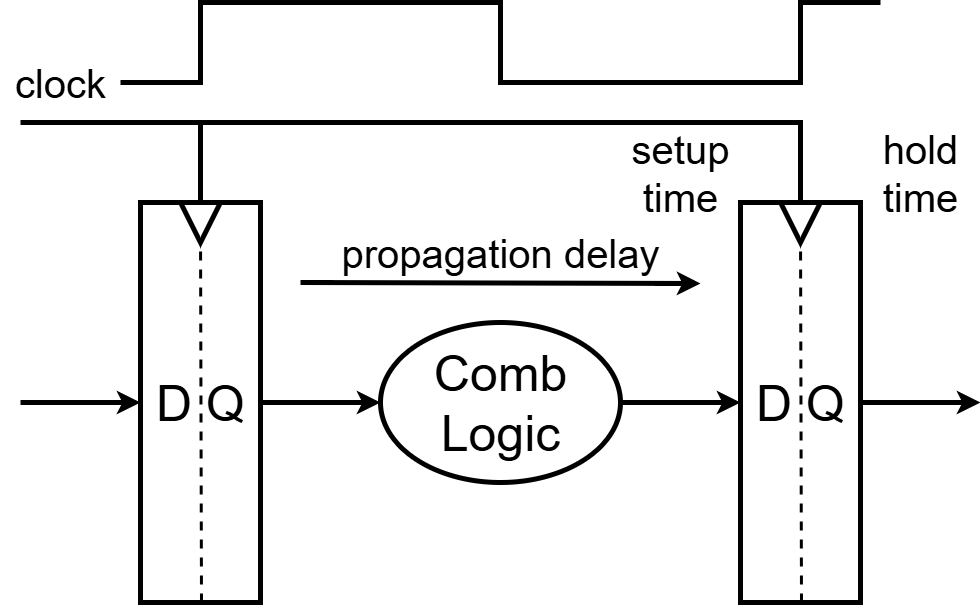 clock
setup
time
hold
time
propagation delay
D Q
Comb
Logic
D Q